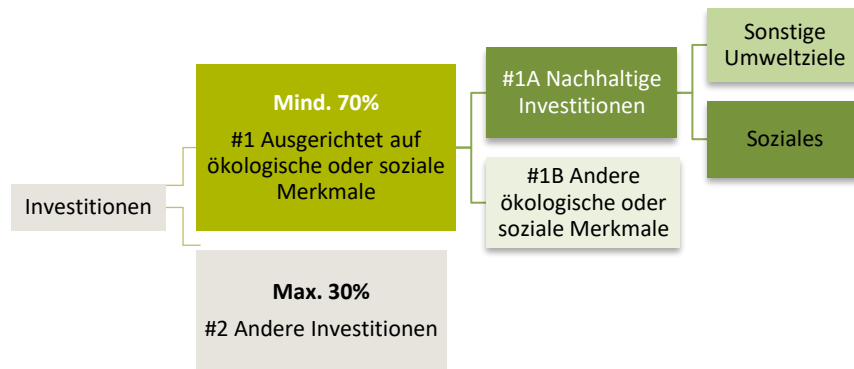 Investitionen
Mind. 70%
#1 Ausgerichtet auf
ökologische oder soziale
Merkmale
Max. 30%
#2 Andere Investitionen
#1A Nachhaltige
Investitionen
#1B Andere
ökologische oder
soziale Merkmale
Sonstige
Umweltziele
Soziales